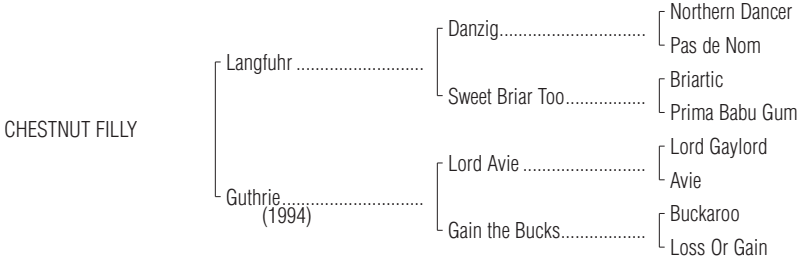 Northern Dancer
Danzig..............................
Pas de Nom
Langfuhr ..........................
Briartic
Sweet Briar Too................
Prima Babu Gum
CHESTNUT FILLY
Lord Gaylord
Lord Avie .........................
Avie
Guthrie.............................
(1994)
Buckaroo
Gain the Bucks.................
Loss Or Gain